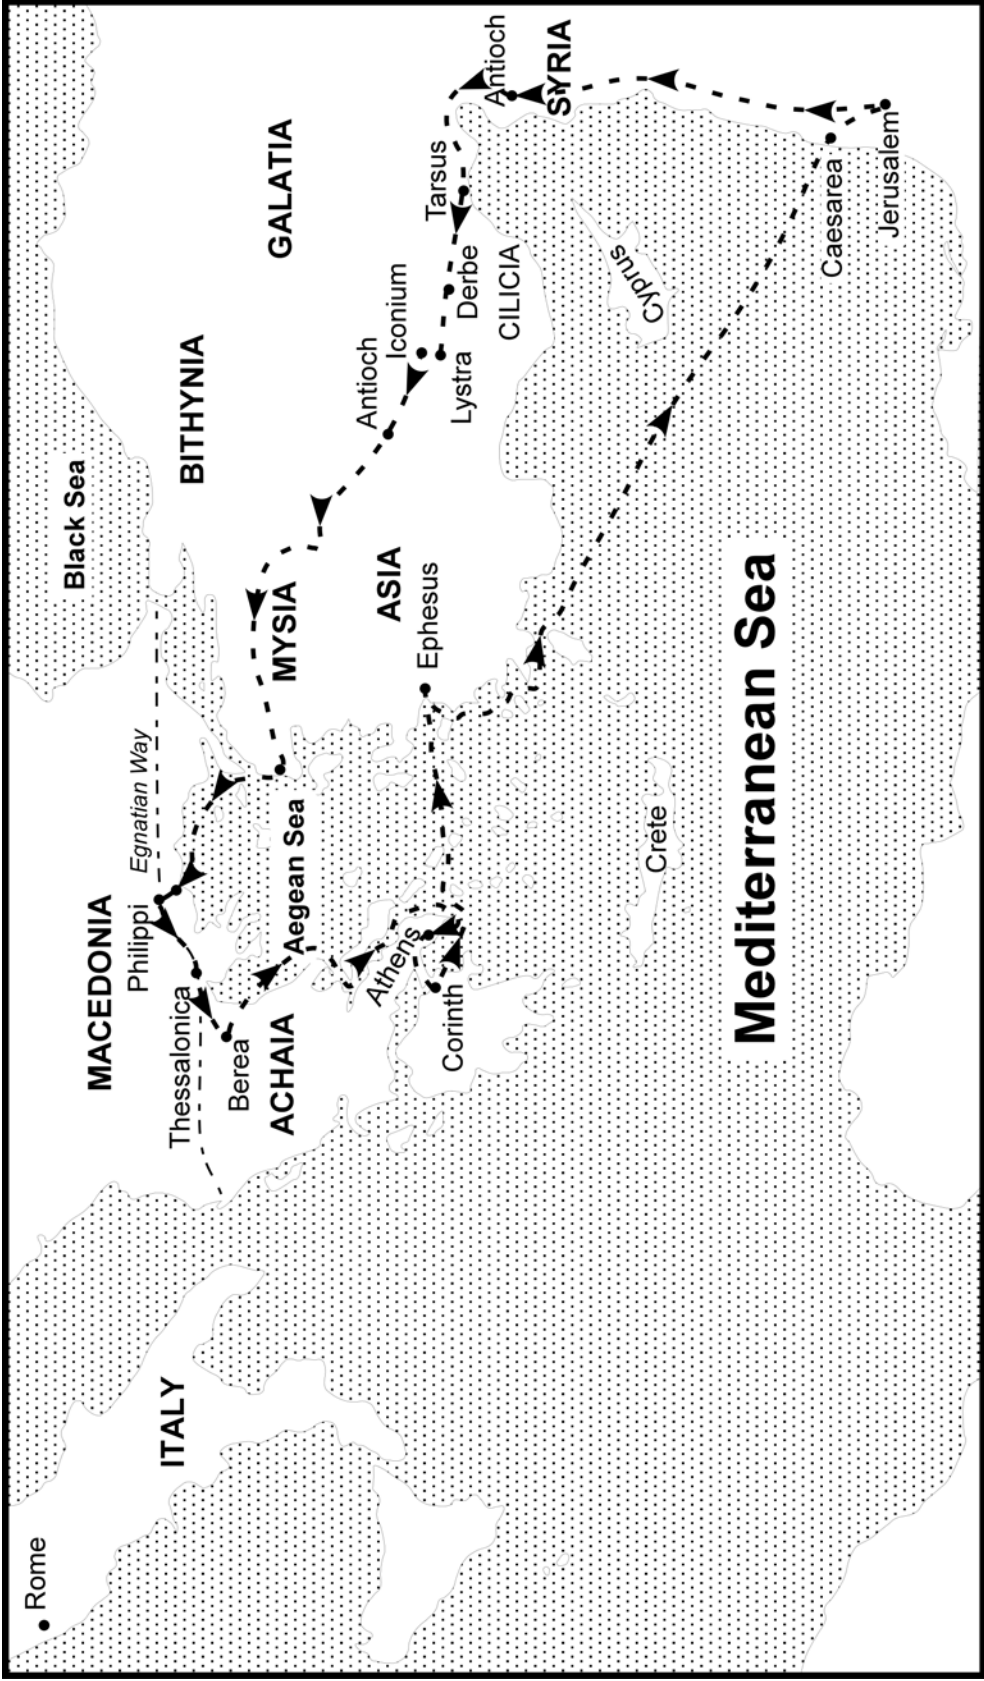 Black Sea
BITHYNIA
GALATIA
MACEDONIA
Egnatian Way
Philippi
Thessalonica
Berea
ACHAIA
Aegean Sea
MYSIA
ASIA
Antioch
Iconium
Lystra
Derbe
Tarsus
CILICIA
Antioch
SYRIA
Ephesus
Athens
Corinth
ITALY
Rome
Crete
Cyprus
Caesarea
Jerusalem
Mediterranean Sea